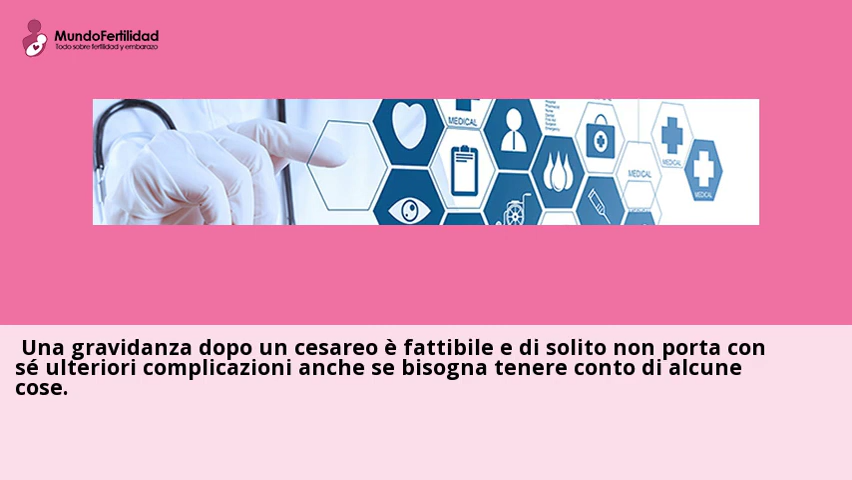 MundoFertilidad
Todo sobre fertilidad y embarazo
MEDICAL
MEDICAL
MEDICAL
MEDICAL
Una gravidanza dopo un cesareo è fattibile e di solito non porta con
sé ulteriori complicazioni anche se bisogna tenere conto di alcune
cose.